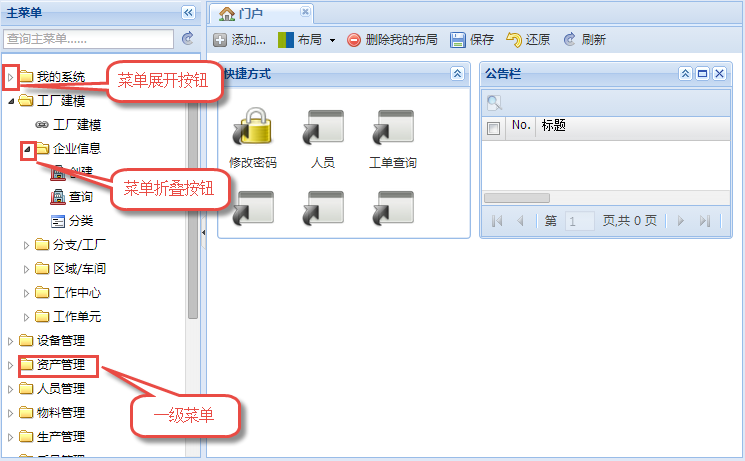 主菜单
查询主菜单......
我的系统
工厂建模
工厂建模
企业信息
创建
查询
分类
分支/工厂
区域/车间
工作中心
工作单元
设备管理
资产管理
人员管理
物料管理
生产管理
菜单展开按钮
菜单折叠按钮
一级菜单
门户
添加... 布局 删除我的布局 保存 还原 刷新
快捷方式
修改密码 人员 工单查询
公告栏
No. 标题
第 1 页,共 0 页